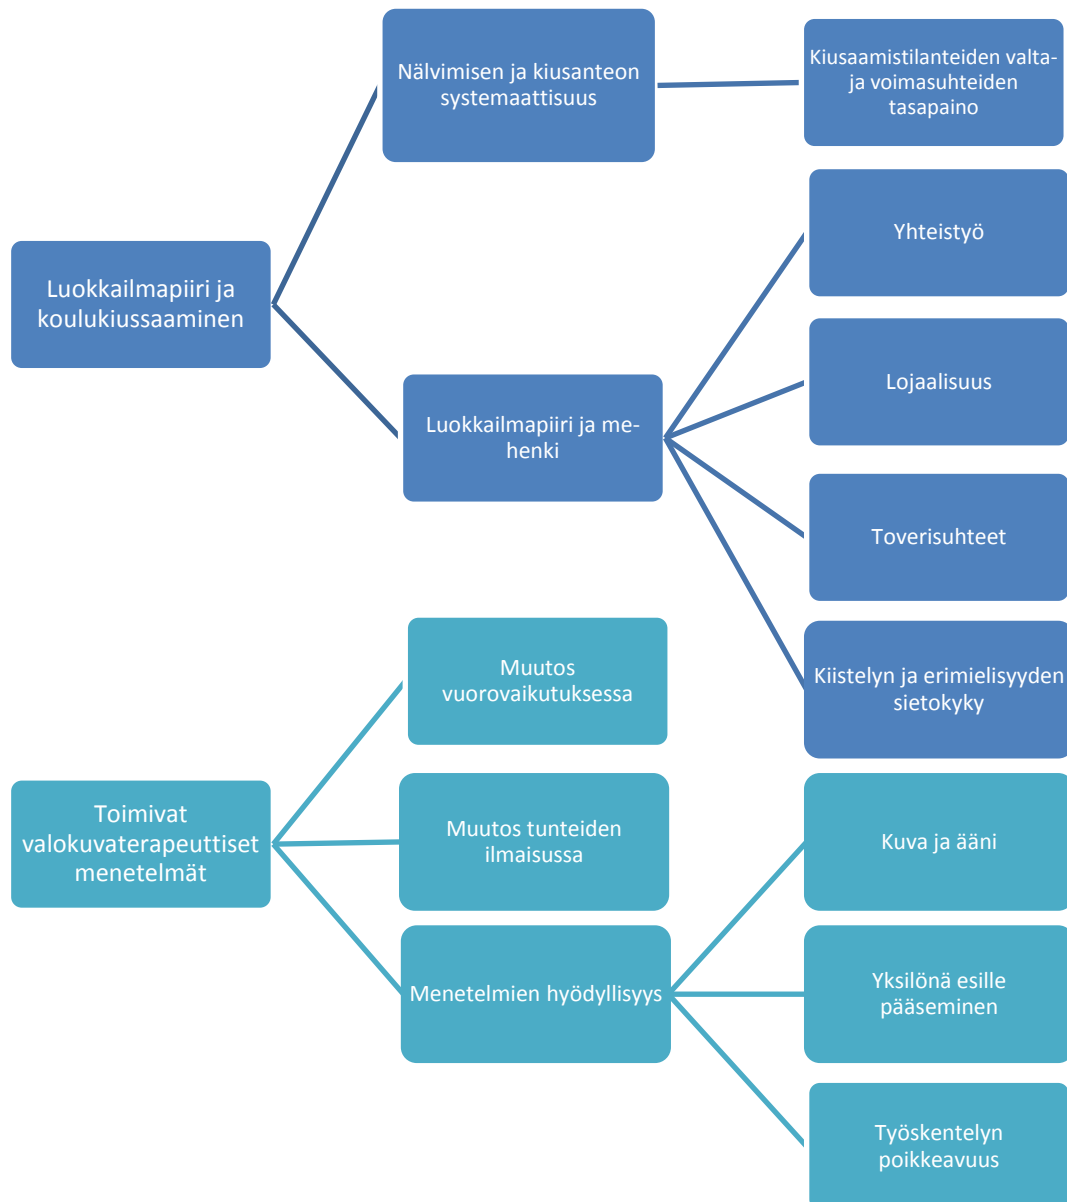 Nälvimisen ja kiusanteon
systemaattisuus
Kiusaamistilanteiden valta-
ja voimasuhteiden
tasapaino
Yhteistyö
Luokkailmapiiri ja
koulukiussaaminen
Lojaalisuus
Luokkailmapiiri ja me-
henki
Toverisuhteet
Kiistelyn ja erimielisyyden
sietokyky
Muutos
vuorovaikutuksessa
Toimivat
valokuvaterapeuttiset
menetelmät
Muutos tunteiden
ilmaisussa
Kuva ja ääni
Menetelmien hyödyllisyys
Yksilönä esille
pääseminen
Työskentelyn
poikkeavuus